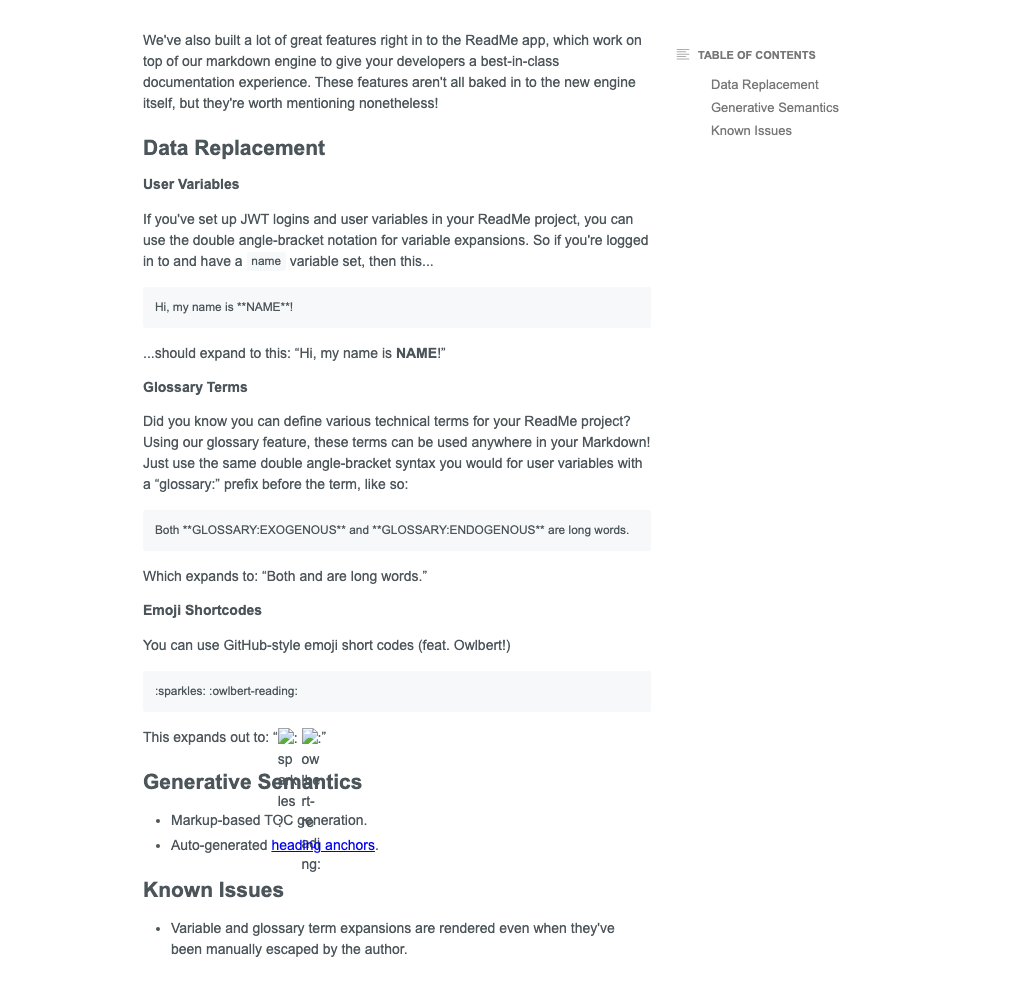 We've also built a lot of great features right in to the ReadMe app, which work on
top of our markdown engine to give your developers a best-in-class
documentation experience. These features aren't all baked in to the new engine
itself, but they're worth mentioning nonetheless!
TABLE OF CONTENTS
Data Replacement
Generative Semantics
Known Issues
Data Replacement
User Variables
If you've set up JWT logins and user variables in your ReadMe project, you can
use the double angle-bracket notation for variable expansions. So if you're logged
in to and have a name variable set, then this...
Hi, my name is **NAME**!
...should expand to this: “Hi, my name is NAME!”
Glossary Terms
Did you know you can define various technical terms for your ReadMe project?
Using our glossary feature, these terms can be used anywhere in your Markdown!
Just use the same double angle-bracket syntax you would for user variables with
a “glossary:” prefix before the term, like so:
Both **GLOSSARY:EXOGENOUS** and **GLOSSARY:ENDOGENOUS** are long words.
Which expands to: “Both and are long words.”
Emoji Shortcodes
You can use GitHub-style emoji short codes (feat. Owlbert!)
:sparkles: :owlbert-reading:
This expands out to: “: :”
sp ow
arkles: lbe
les rt-
rea
di
ng:
Generative Semantics
• Markup-based TOC generation.
• Auto-generated heading anchors.
Known Issues
• Variable and glossary term expansions are rendered even when they've
been manually escaped by the author.